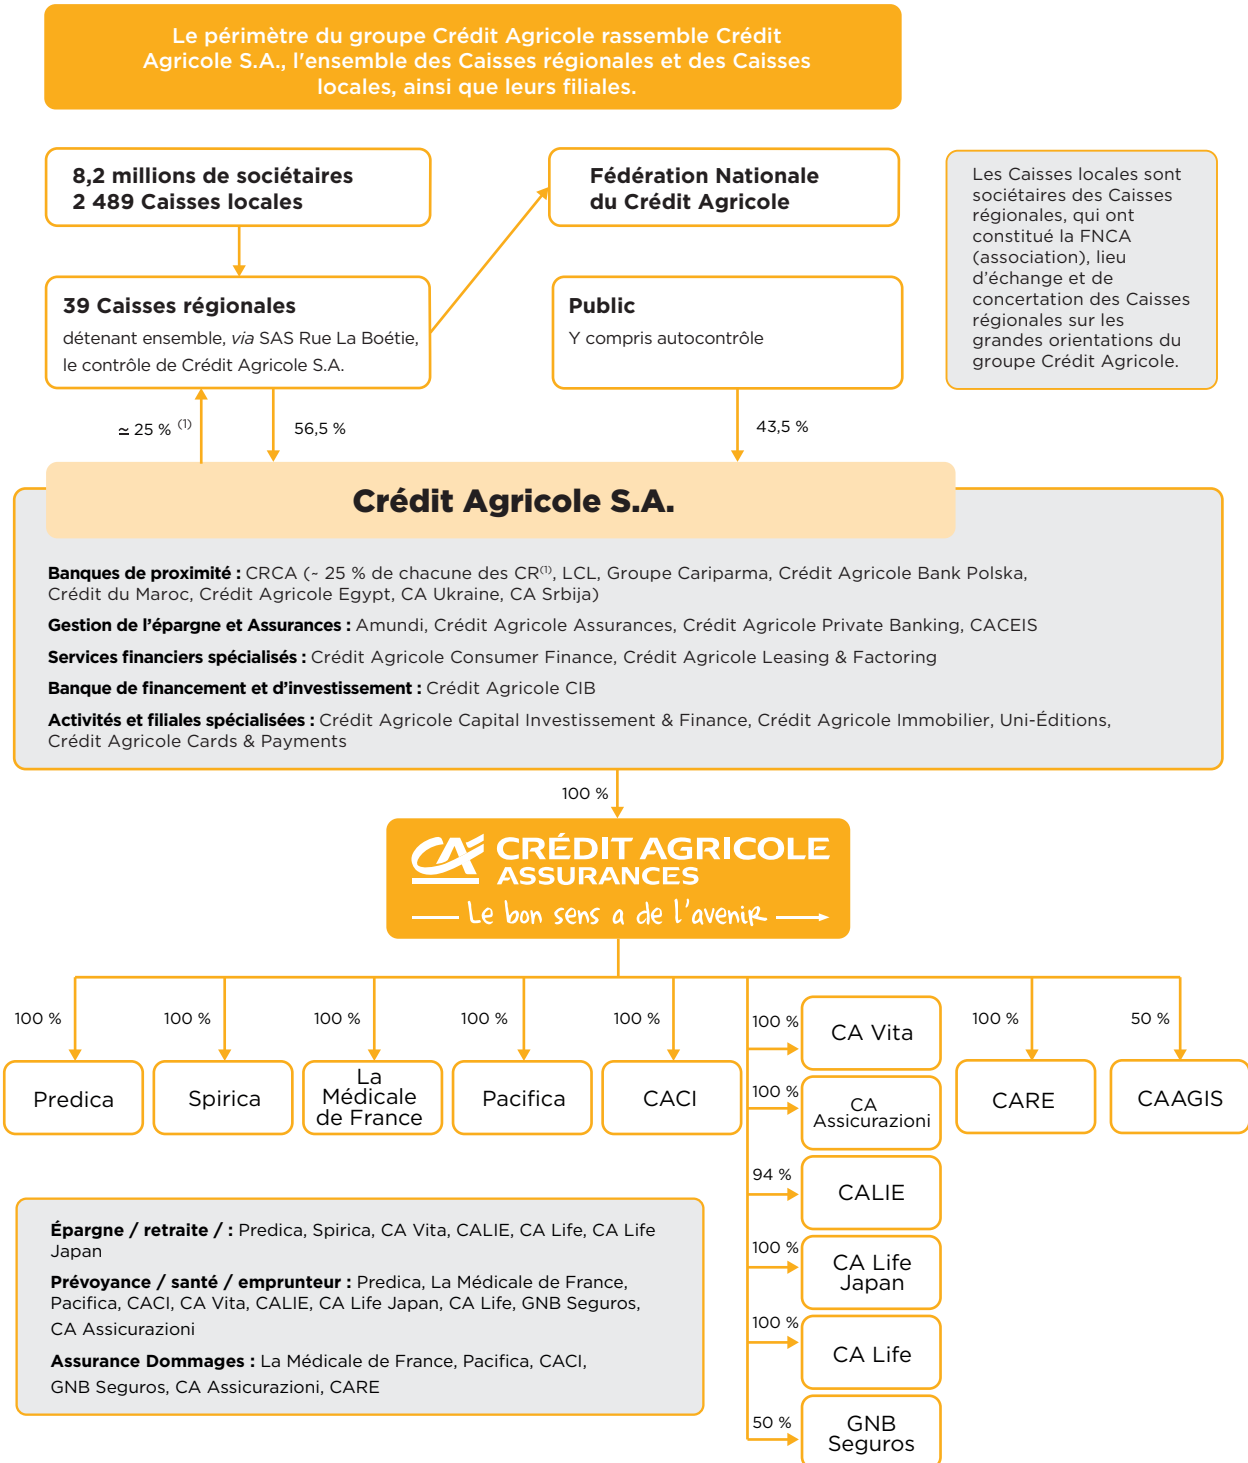 Le périmètre du groupe Crédit Agricole rassemble Crédit
Agricole S.A., l'ensemble des Caisses régionales et des Caisses
locales, ainsi que leurs filiales.
8,2 millions de sociétaires
2 489 Caisses locales
Fédération Nationale
du Crédit Agricole
Les Caisses locales sont
sociétaires des Caisses
régionales, qui ont
constitué la FNCA
(association), lieu
d’échange et de
concertation des Caisses
régionales sur les
grandes orientations du
groupe Crédit Agricole.
39 Caisses régionales
détenant ensemble, via SAS Rue La Boétie,
le contrôle de Crédit Agricole S.A.
Public
Y compris autocontrôle
≃ 25 % (1)
56,5 %
43,5 %
Crédit Agricole S.A.
Banques de proximité : CRCA (~ 25 % de chacune des CR(1), LCL, Groupe Cariparma, Crédit Agricole Bank Polska,
Crédit du Maroc, Crédit Agricole Egypt, CA Ukraine, CA Srbija)
Gestion de l’épargne et Assurances : Amundi, Crédit Agricole Assurances, Crédit Agricole Private Banking, CACEIS
Services financiers spécialisés : Crédit Agricole Consumer Finance, Crédit Agricole Leasing & Factoring
Banque de financement et d’investissement : Crédit Agricole CIB
Activités et filiales spécialisées : Crédit Agricole Capital Investissement & Finance, Crédit Agricole Immobilier, Uni-Éditions,
Crédit Agricole Cards & Payments
100 %
CA CRÉDIT AGRICOLE
ASSURANCES
Le bon sens a de l’avenir
100 %
Predica
100 %
Spirica
100 %
La
Médicale
de France
100 %
Pacifica
100 %
CACI
100 %
CA Vita
100 %
CA
Assicurazioni
94 %
CALIE
100 %
CA Life
Japan
100 %
CA Life
50 %
GNB
Seguros
100 %
CARE
50 %
CAAGIS
Épargne / retraite / : Predica, Spirica, CA Vita, CALIE, CA Life, CA Life
Japan
Prévoyance / santé / emprunteur : Predica, La Médicale de France,
Pacifica, CACI, CA Vita, CALIE, CA Life Japan, CA Life, GNB Seguros,
CA Assicurazioni
Assurance Dommages : La Médicale de France, Pacifica, CACI,
GNB Seguros, CA Assicurazioni, CARE